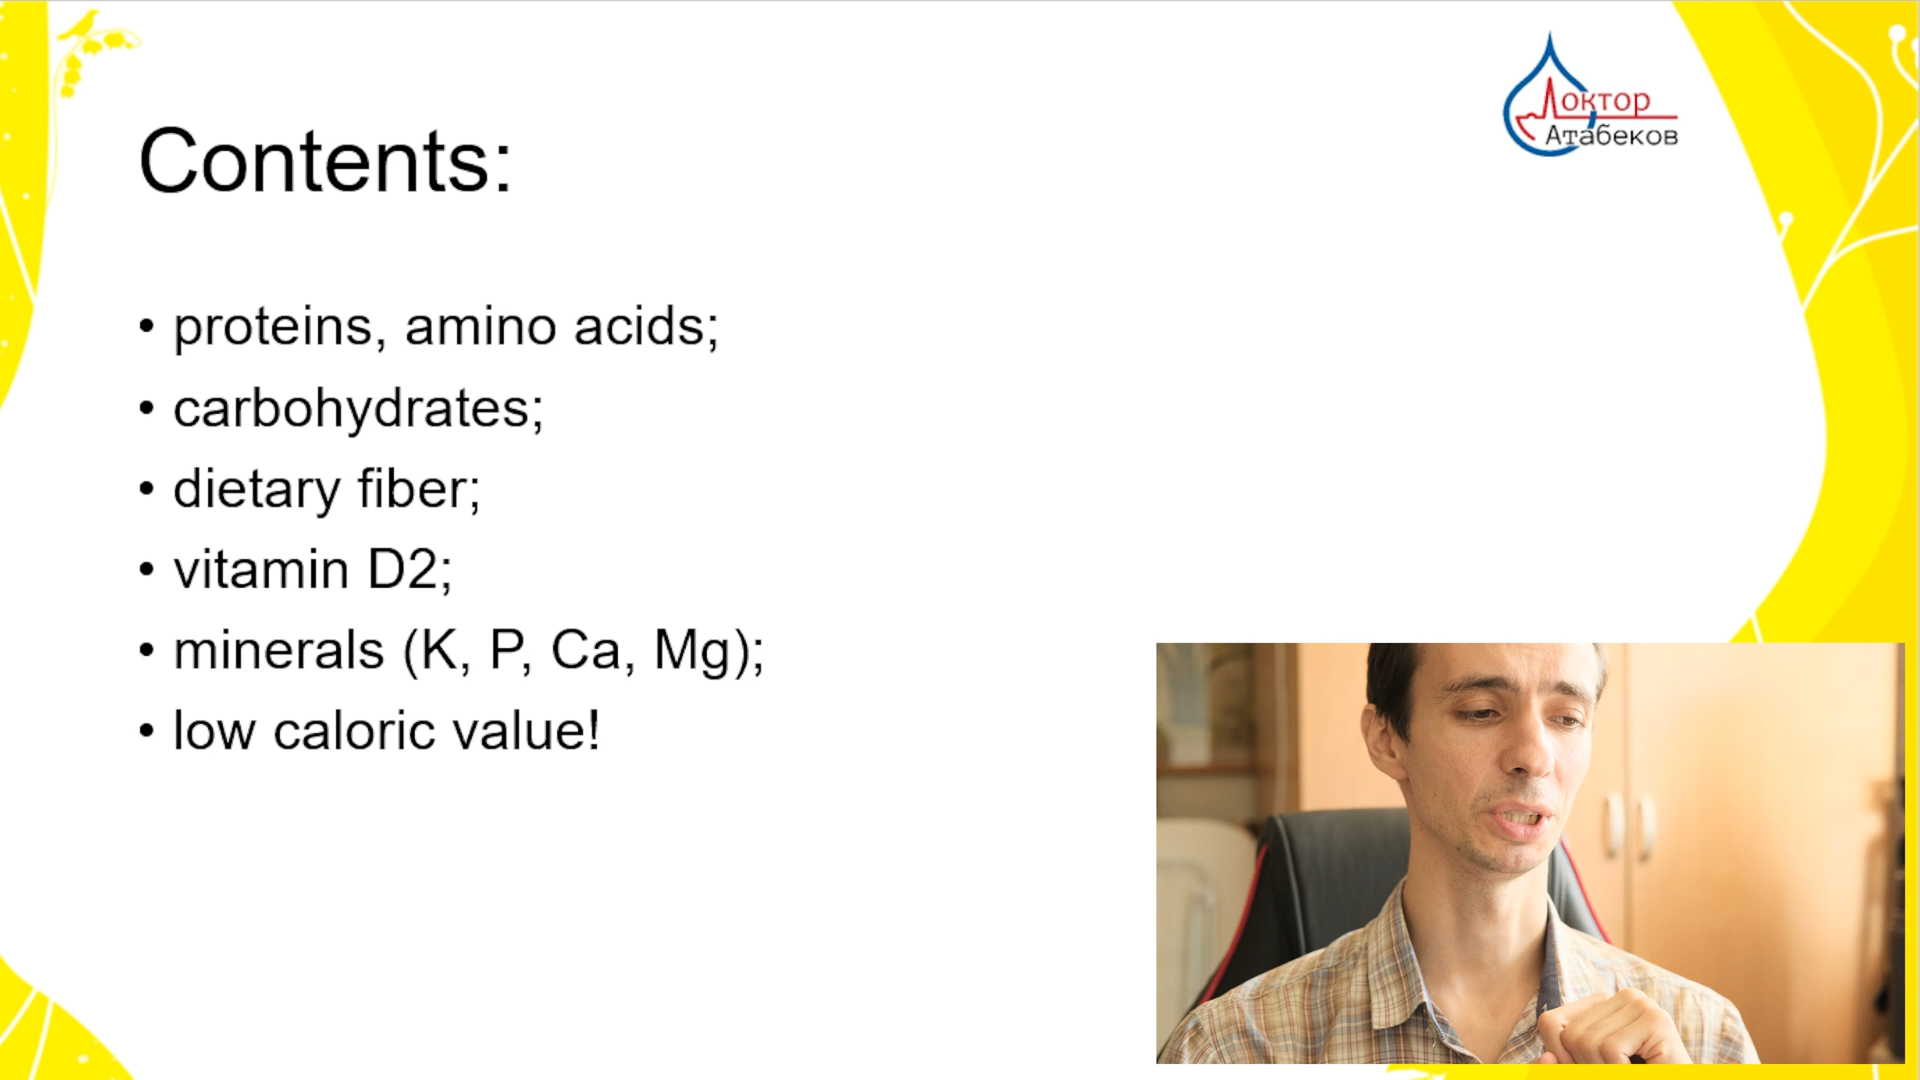 Доктор
Атабеков
Contents:
• proteins, amino acids;
• carbohydrates;
• dietary fiber;
• vitamin D2;
• minerals (K, P, Ca, Mg);
• low caloric value!